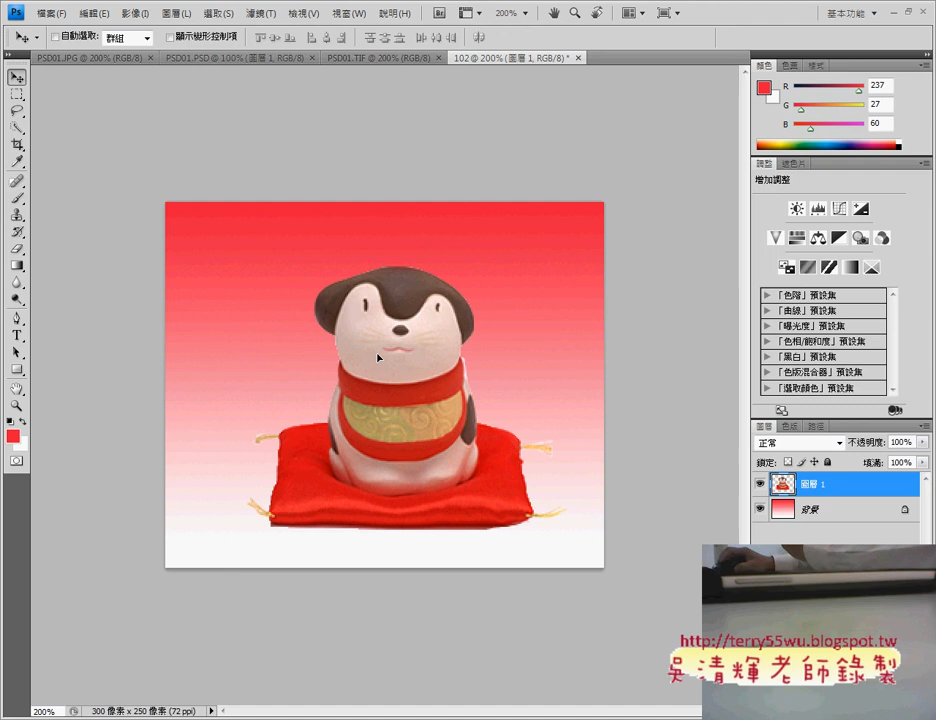 Ps 檔案(F) 編輯(E) 影像(I) 圖層(L) 選取(S) 濾鏡(T) 檢視(V) 視窗(W) 說明(H) Br 200% 基本功能
自動選取: 群組 顯示變形控制項
PSD01.JPG @ 200% (RGB/8) PSD01.PSD @ 100% (圖層 1, RGB/8) PSD01.TIF @ 200% (RGB/8) 102 @ 200% (圖層 1, RGB/8) *
顏色 色票 樣式
R 237
G 27
B 60
調整 遮色片
增加調整
「色階」預設集
「曲線」預設集
「曝光度」預設集
「色相/飽和度」預設集
「黑白」預設集
「色版混合器」預設集
「選取顏色」預設集
圖層 色版 路徑
正常 不透明度: 100%
鎖定: 填滿: 100%
圖層 1
背景
http://terry55wu.blogspot.tw
吳清輝老師錄製
200% 300 像素 x 250 像素 (72 ppi)